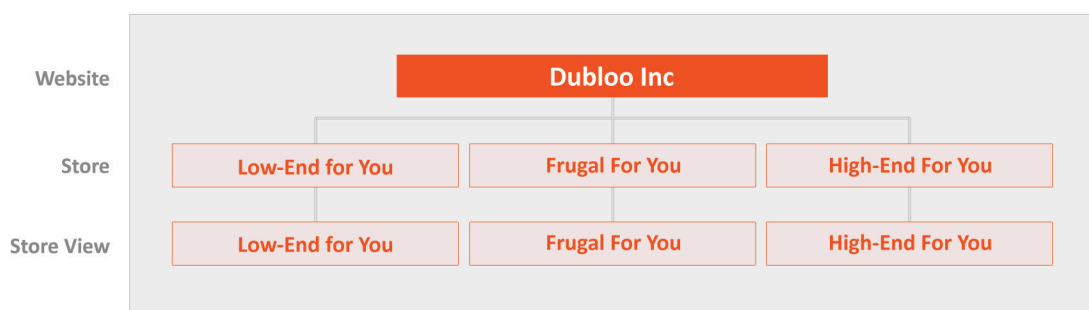 Website
Dubloo Inc
Store
Low-End for You
Frugal For You
High-End For You
Store View
Low-End for You
Frugal For You
High-End For You